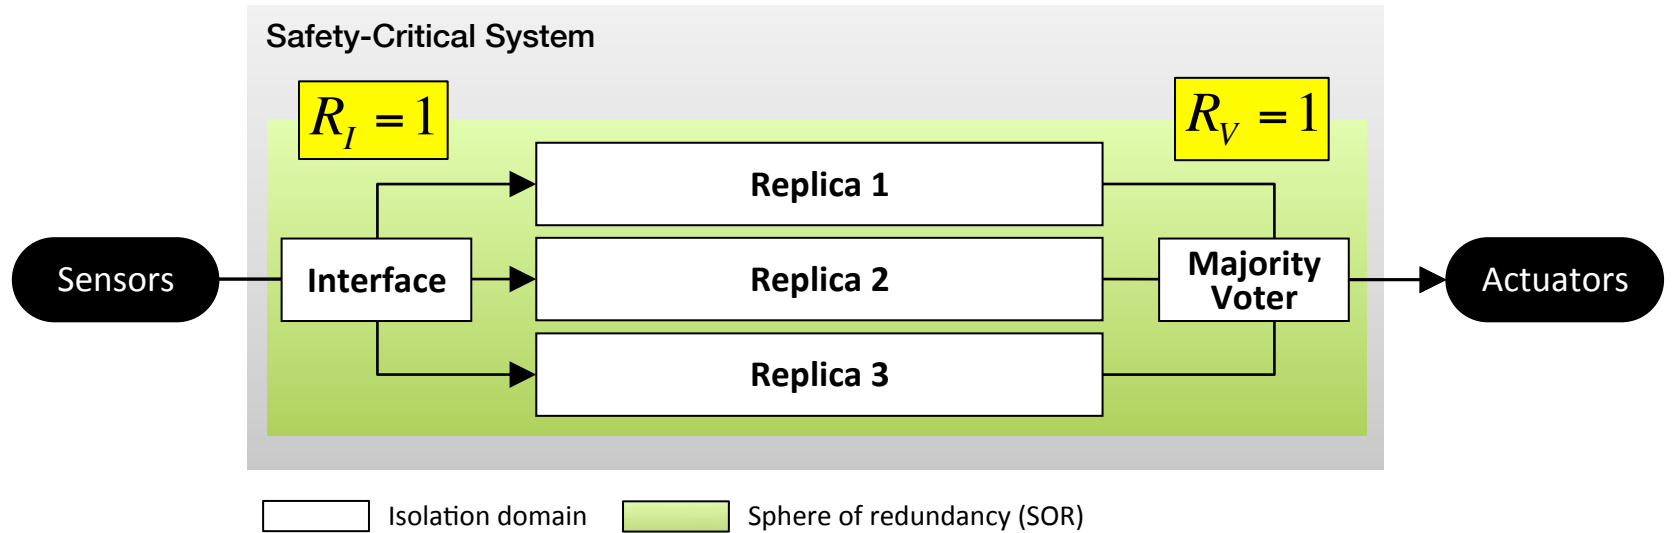 Safety-Critical System
R_I = 1
R_V = 1
Replica 1
Sensors
Interface
Replica 2
Majority
Voter
Actuators
Replica 3
Isolation domain
Sphere of redundancy (SOR)